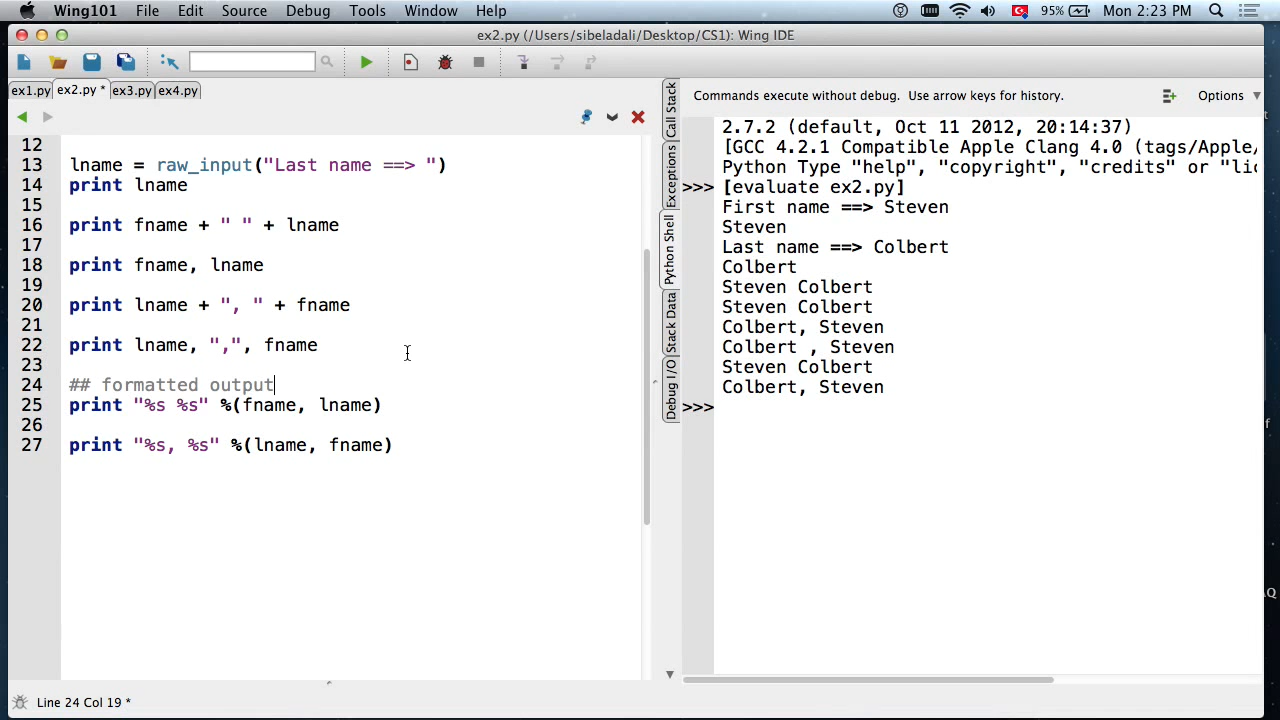 Wing101 File Edit Source Debug Tools Window Help 95% Mon 2:23 PM
ex2.py (/Users/sibeladali/Desktop/CS1): Wing IDE
ex1.py ex2.py * ex3.py ex4.py
12
13 lname = raw_input("Last name ==> ")
14 print lname
15
16 print fname + " " + lname
17
18 print fname, lname
19
20 print lname + ", " + fname
21
22 print lname, ",", fname
23
24 ## formatted output
25 print "%s %s" %(fname, lname)
26
27 print "%s, %s" %(lname, fname)
Line 24 Col 19 *
Call Stack
Exceptions
Python Shell
Stack Data
Debug I/O
Commands execute without debug. Use arrow keys for history. Options
2.7.2 (default, Oct 11 2012, 20:14:37)
[GCC 4.2.1 Compatible Apple Clang 4.0 (tags/Apple/
Python Type "help", "copyright", "credits" or "lic
>>> [evaluate ex2.py]
First name ==> Steven
Steven
Last name ==> Colbert
Colbert
Steven Colbert
Steven Colbert
Colbert, Steven
Colbert , Steven
Steven Colbert
Colbert, Steven
>>>